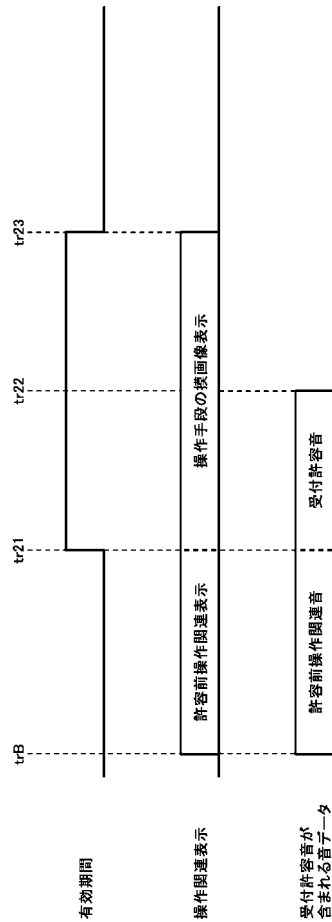 trB
tr21
tr22
tr23
有効期間
操作関連表示
許容前操作関連表示
操作手段の摸画像表示
受付許容音が
含まれる音データ
許容前操作関連音
受付許容音